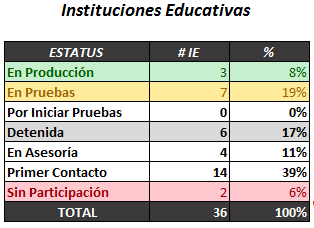 Instituciones Educativas
ESTATUS # IE %
En Producción 3 8%
En Pruebas 7 19%
Por Iniciar Pruebas 0 0%
Detenida 6 17%
En Asesoría 4 11%
Primer Contacto 14 39%
Sin Participación 2 6%
TOTAL 36 100%